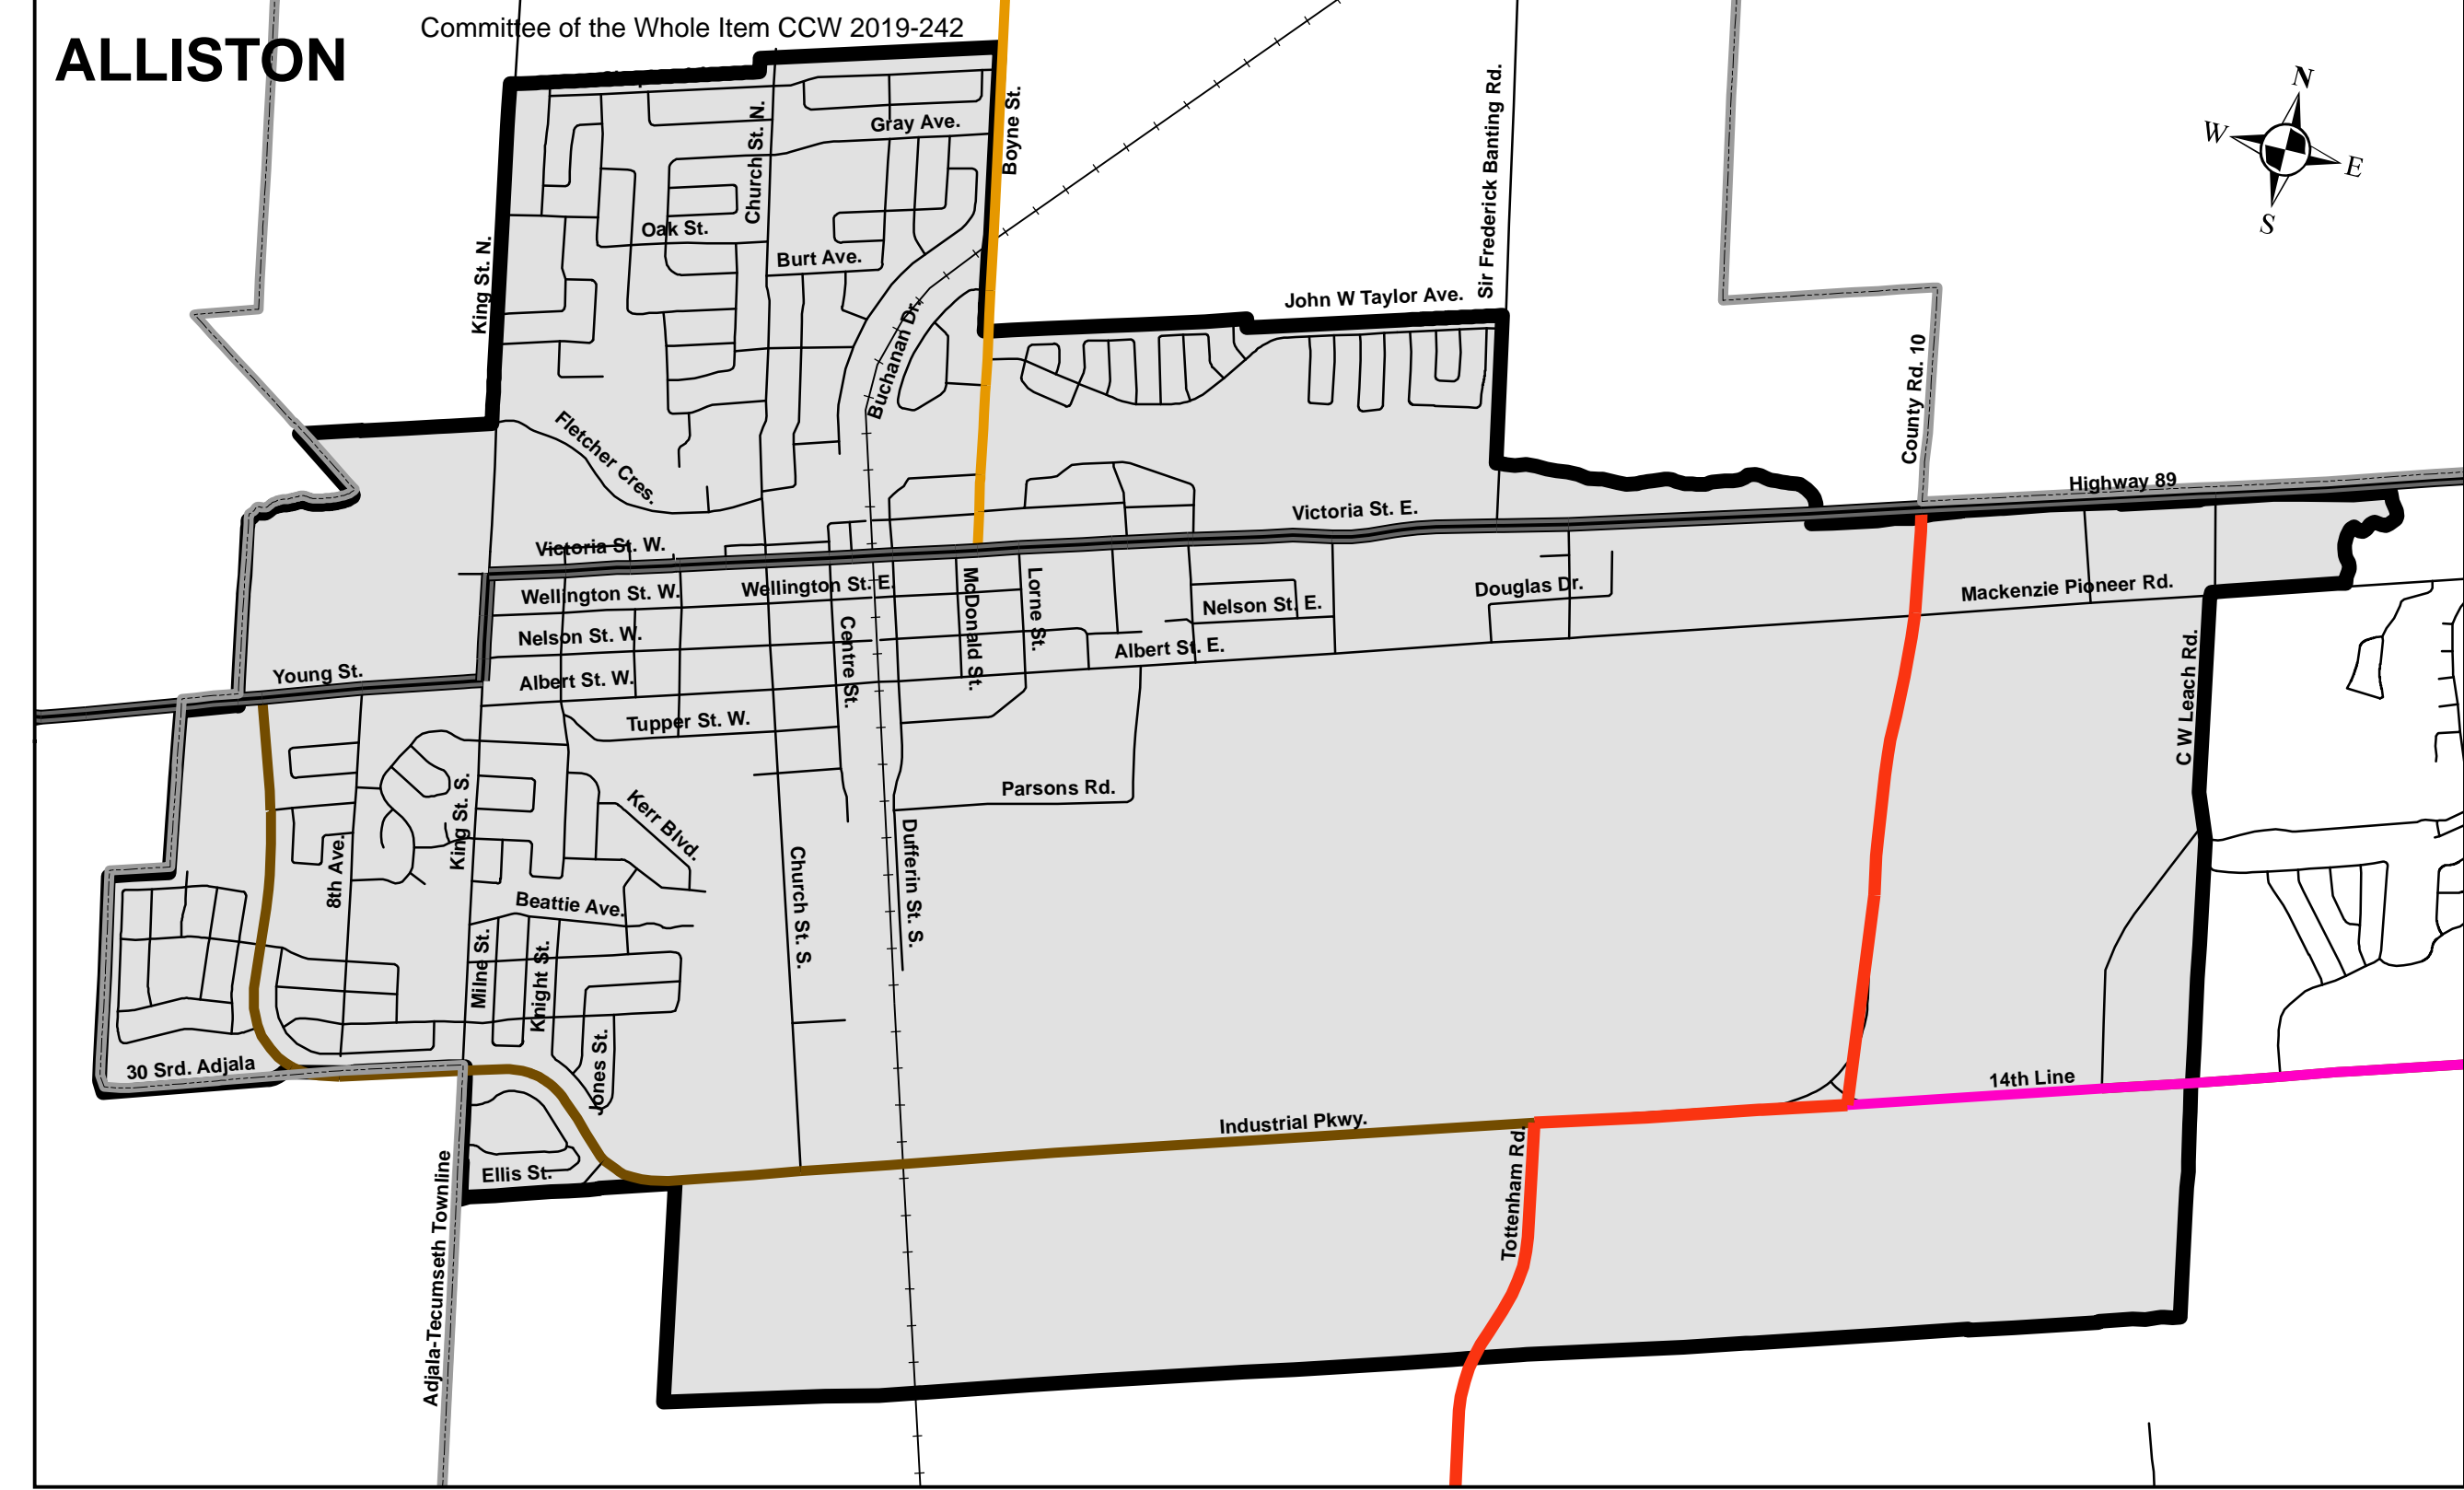 Committee of the Whole Item CCW 2019-242
ALLISTON
N
W
E
S
Boyne St.
Sir Frederick Banting Rd.
Church St. N.
Gray Ave.
Oak St.
Burt Ave.
King St. N.
John W Taylor Ave.
Buchanan Dr.
County Rd. 10
Fletcher Cres.
Highway 89
Victoria St. E.
Victoria St. W.
Wellington St. W.
Wellington St. E.
McDonald St.
Lorne St.
Nelson St. E.
Douglas Dr.
Mackenzie Pioneer Rd.
Nelson St. W.
Centre St.
Albert St. E.
Young St.
Albert St. W.
Tupper St. W.
C W Leach Rd.
King St. S.
Kerr Blvd.
Parsons Rd.
8th Ave.
Church St. S.
Dufferin St. S.
Beattie Ave.
Milne St.
Knight St.
Jones St.
30 Srd. Adjala
14th Line
Industrial Pkwy.
Tottenham Rd.
Ellis St.
Adjala-Tecumseth Townline